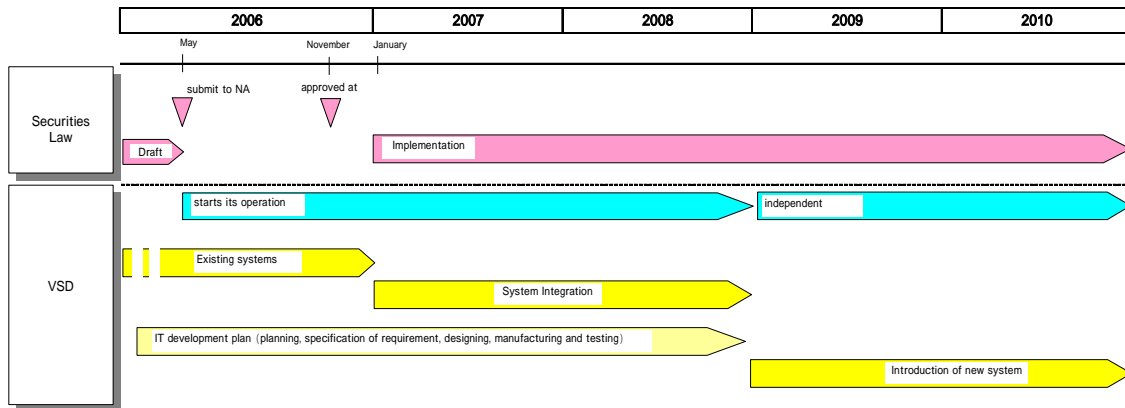 2006 2007 2008 2009 2010
May November January
submit to NA approved at
Securities
Law
Draft
Implementation
starts its operation independent
Existing systems
VSD
System Integration
IT development plan (planning, specification of requirement, designing, manufacturing and testing)
Introduction of new system